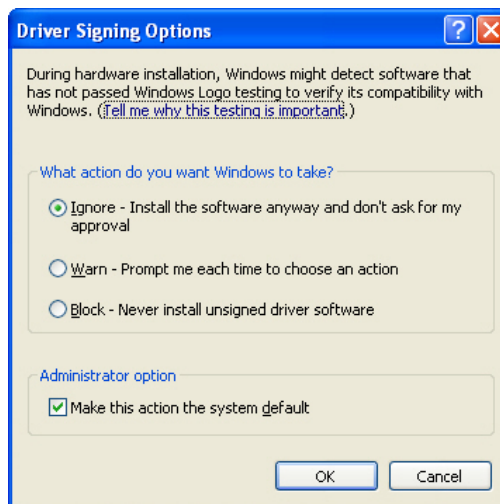 Driver Signing Options
During hardware installation, Windows might detect software that
has not passed Windows Logo testing to verify its compatibility with
Windows. (Tell me why this testing is important.)
What action do you want Windows to take?
Ignore - Install the software anyway and don't ask for my
approval
Warn - Prompt me each time to choose an action
Block - Never install unsigned driver software
Administrator option
Make this action the system default
OK Cancel